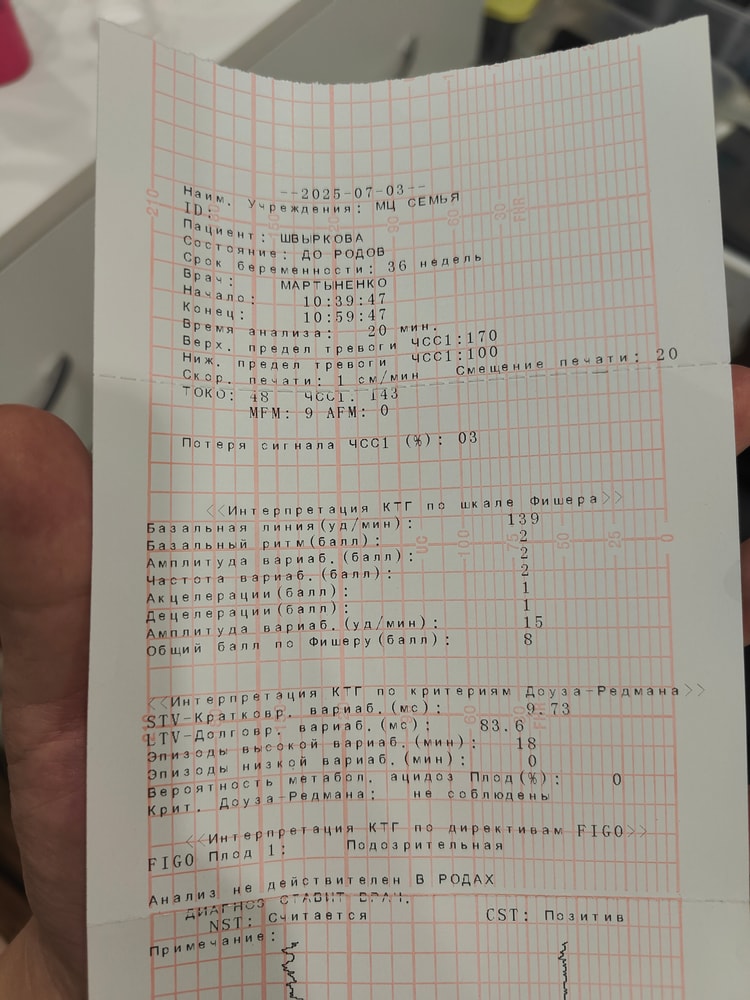 --2025-07-03--
Наим. Учреждения: МЦ СЕМЬЯ
ID:
Пациент: ШВЫРКОВА
Состояние: ДО РОДОВ
Срок беременности: 36 недель
Врач: МАРТЫНЕНКО
Начало: 10:39:47
Конец: 10:59:47
Время анализа: 20 мин.
Верх. предел тревоги ЧСС1:170
Ниж. предел тревоги ЧСС1:100
Скор. печати: 1 см/мин Смещение печати: 20
ТОКО: 48 ЧСС1. 143
MFM: 9 AFM: 0
Потеря сигнала ЧСС1 (%): 03
<<Интерпретация КТГ по шкале Фишера>>
Базальная линия(уд/мин): 139
Базальный ритм(балл): 2
Амплитуда вариаб.(балл): 2
Частота вариаб.(балл): 2
Акцелерации(балл): 1
Децелерации(балл): 1
Амплитуда вариаб.(уд/мин): 15
Общий балл по Фишеру(балл): 8
<<Интерпретация КТГ по критериям Доуза-Редмана>>
STV-Кратковр. вариаб.(мс): 9.73
LTV-Долговр. вариаб.(мс): 83.6
Эпизоды высокой вариаб.(мин): 18
Эпизоды низкой вариаб.(мин): 0
Вероятность метабол. ацидоз Плод(%): 0
Крит. Доуза-Редмана: не соблюдены
<<Интерпретация КТГ по директивам FIGO>>
FIGO Плод 1: Подозрительная
Анализ не действителен В РОДАХ
ДИАГНОЗ СТАВИТ ВРАЧ.
NST: Считается CST: Позитив
Примечание: